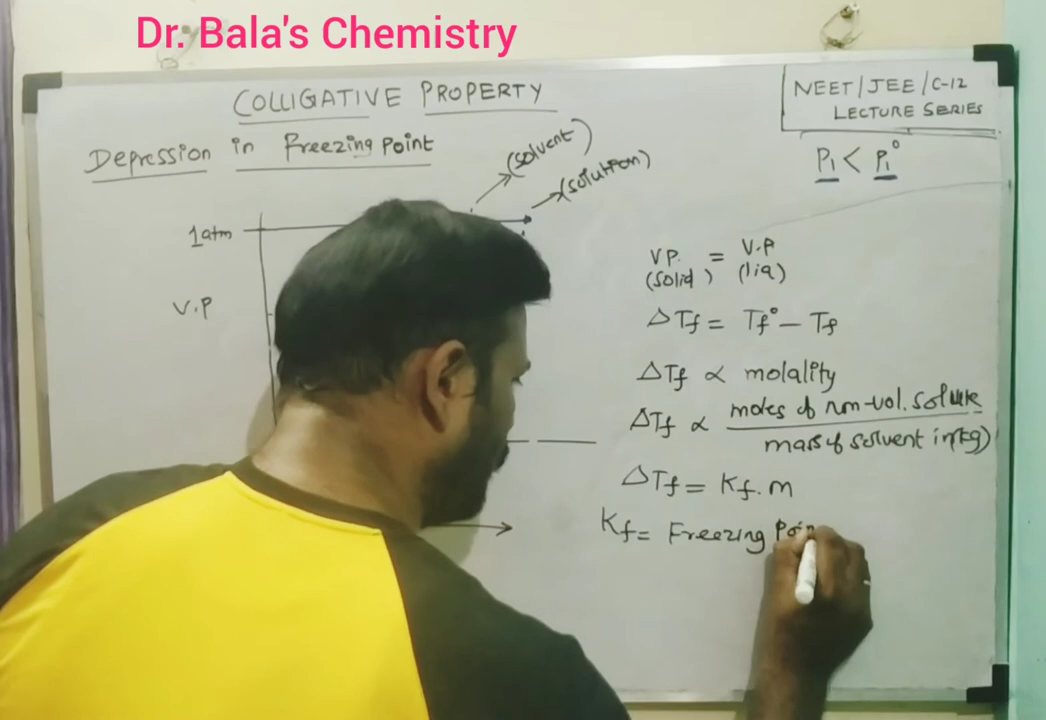 Dr. Bala's Chemistry
COLLIGATIVE PROPERTY
NEET/JEE/C-12
LECTURE SERIES
Depression in Freezing point
P₁ < P₁°
(solvent)
(solution)
1atm
V.P
V.P. = V.P
(solid) (liq)
ΔTf = Tf° – Tf
ΔTf ∝ molality
ΔTf ∝ moles of non-vol. solute
mass of solvent in(kg)
ΔTf = Kf. m
Kf = Freezing Poin